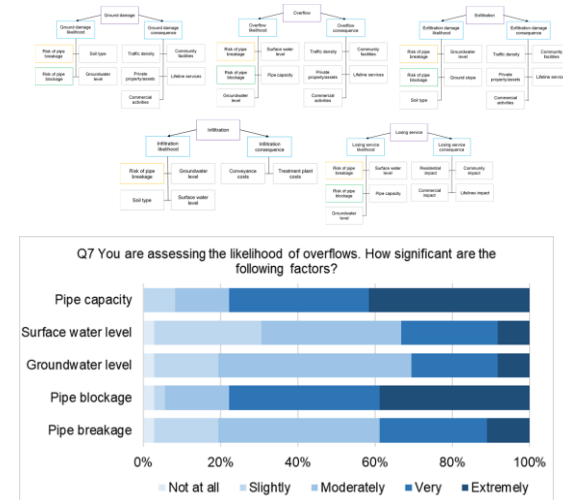 Ground damage
Ground damage likelihood
Ground damage consequence
Risk of pipe breakage
Soil type
Risk of pipe blockage
Groundwater level
Traffic density
Community facilities
Private property/assets
Lifeline services
Commercial activities
Overflow
Overflow likelihood
Overflow consequence
Risk of pipe breakage
Surface water level
Risk of pipe blockage
Pipe capacity
Groundwater level
Traffic density
Community facilities
Private property/assets
Lifeline services
Commercial activities
Exfiltration
Exfiltration damage likelihood
Exfiltration damage consequence
Risk of pipe breakage
Groundwater level
Risk of pipe blockage
Ground slope
Soil type
Traffic density
Community facilities
Private property/assets
Lifeline services
Commercial activities
Infiltration
Infiltration likelihood
Infiltration consequence
Risk of pipe breakage
Groundwater level
Soil type
Surface water level
Conveyance costs
Treatment plant costs
Losing service
Losing service likelihood
Losing service consequence
Risk of pipe breakage
Surface water level
Risk of pipe blockage
Pipe capacity
Groundwater level
Residential impact
Community impact
Commercial impact
Lifelines impact
Q7 You are assessing the likelihood of overflows. How significant are the
following factors?
Pipe capacity
Surface water level
Groundwater level
Pipe blockage
Pipe breakage
0% 20% 40% 60% 80% 100%
Not at all Slightly Moderately Very Extremely